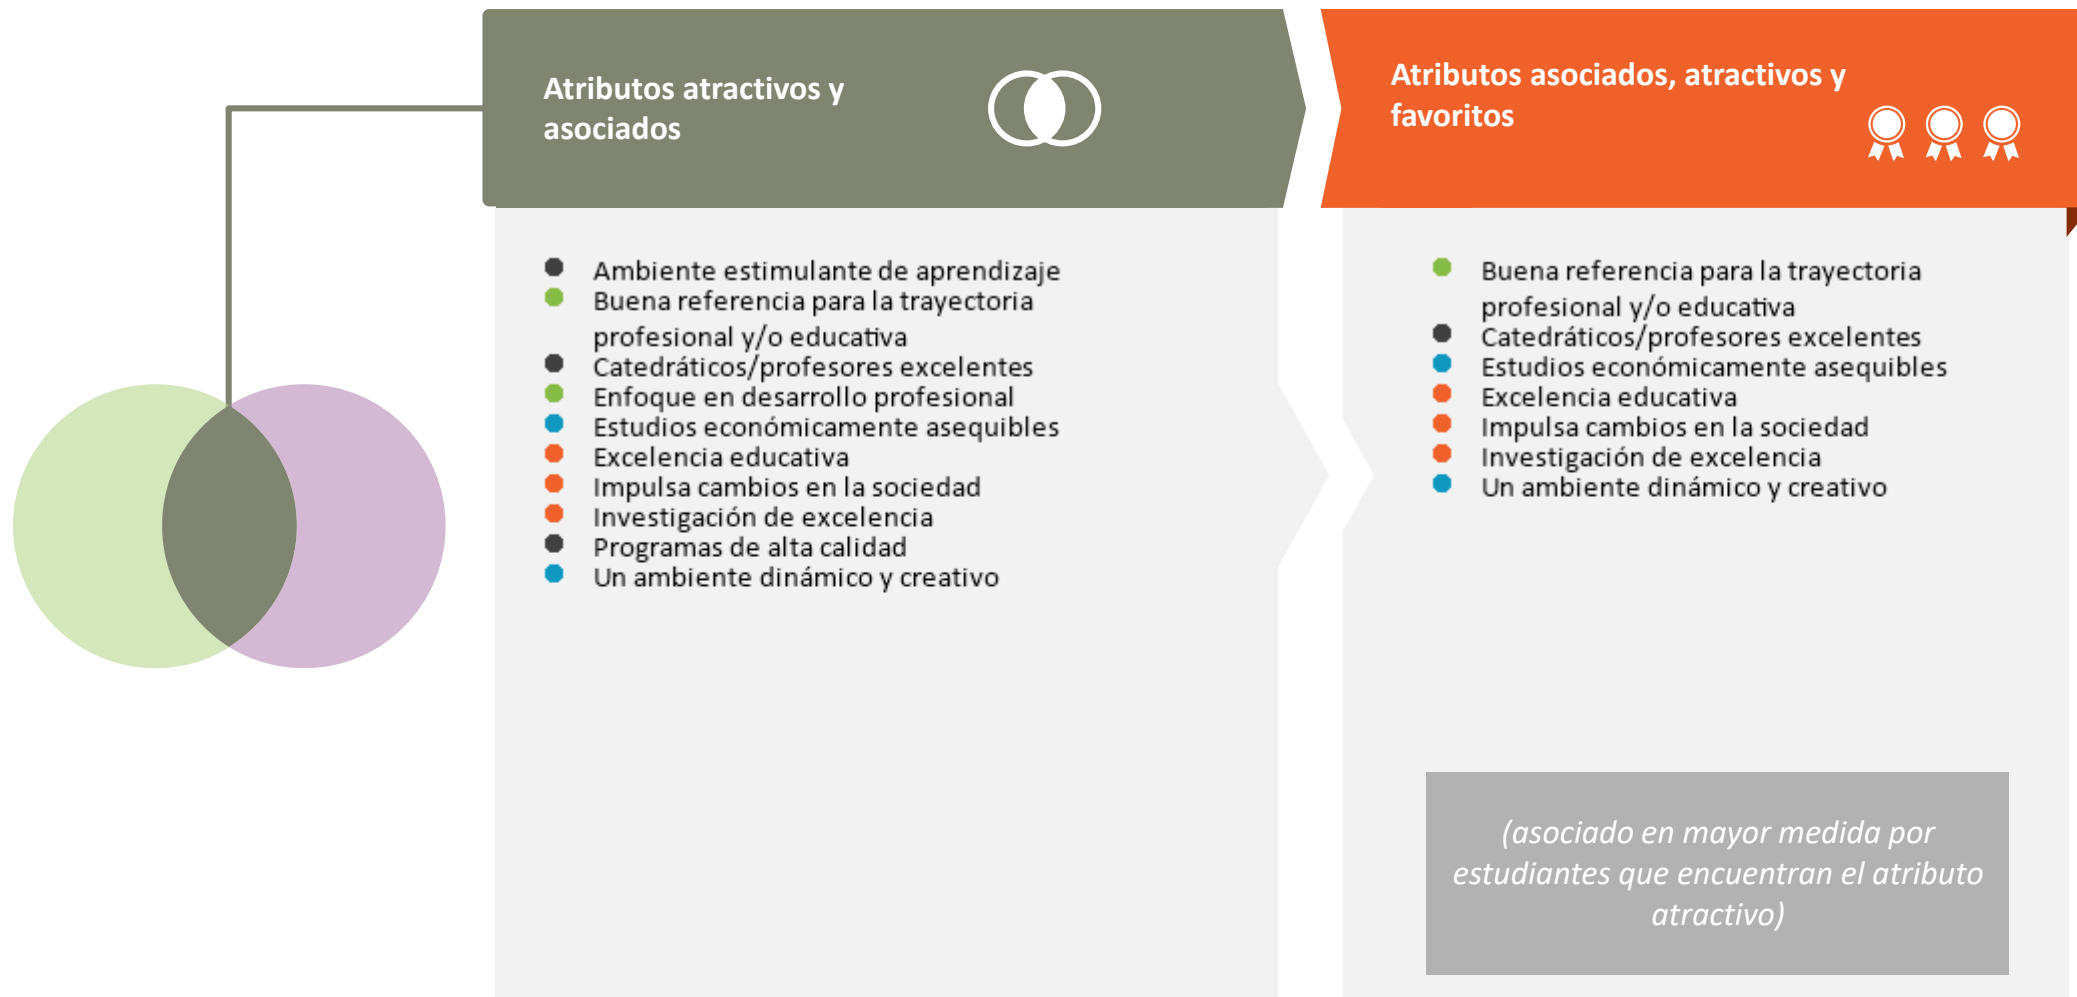 Atributos atractivos y
asociados
Ambiente estimulante de aprendizaje
Buena referencia para la trayectoria
profesional y/o educativa
Catedráticos/profesores excelentes
Enfoque en desarrollo profesional
Estudios económicamente asequibles
Excelencia educativa
Impulsa cambios en la sociedad
Investigación de excelencia
Programas de alta calidad
Un ambiente dinámico y creativo
Atributos asociados, atractivos y
favoritos
Buena referencia para la trayectoria
profesional y/o educativa
Catedráticos/profesores excelentes
Estudios económicamente asequibles
Excelencia educativa
Impulsa cambios en la sociedad
Investigación de excelencia
Un ambiente dinámico y creativo
(asociado en mayor medida por
estudiantes que encuentran el atributo
atractivo)